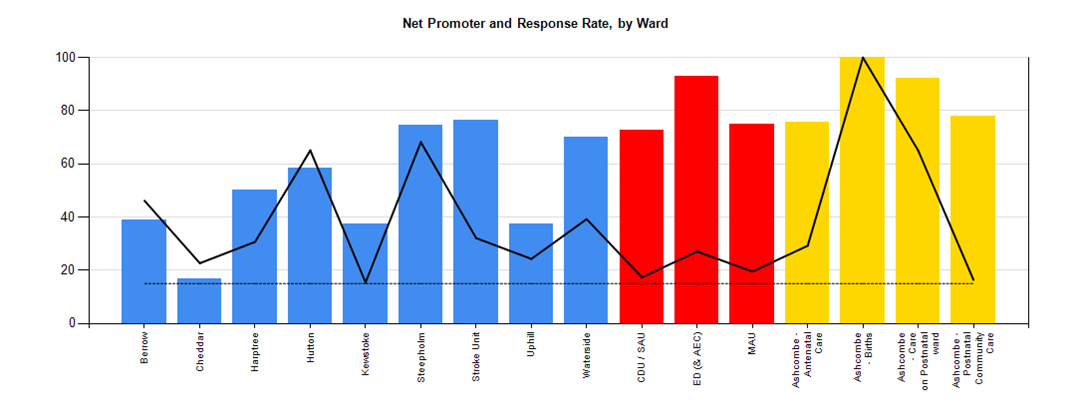 Net Promoter and Response Rate, by Ward
100
80
60
40
20
0
Berrow
Cheddar
Harptree
Hutton
Kewstoke
Steepholm
Stroke Unit
Uphill
Waterside
CDU / SAU
ED (& AEC)
MAU
Ashcombe -
Antenatal
Care
Ashcombe
- Births
Ashcombe
- Care
on Postnatal
ward
Ashcombe -
Postnatal
Community
Care